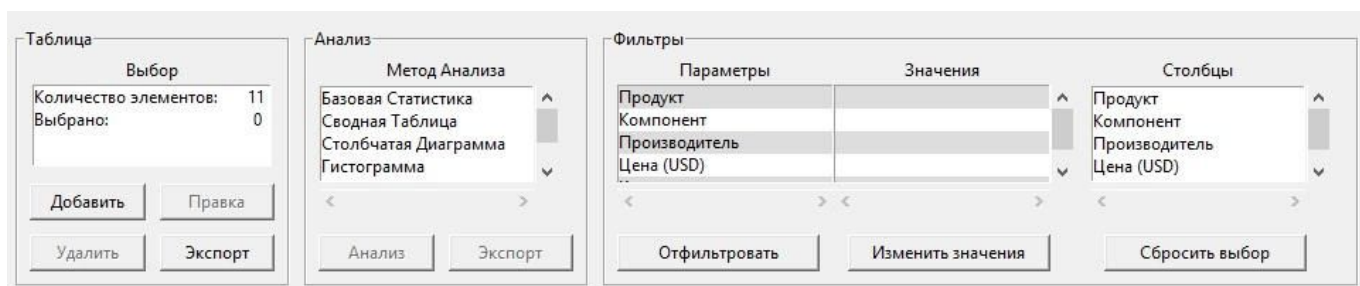 Таблица
Выбор
Количество элементов: 11
Выбрано: 0
Добавить
Правка
Удалить
Экспорт
Анализ
Метод Анализа
Базовая Статистика
Сводная Таблица
Столбчатая Диаграмма
Гистограмма
Анализ
Экспорт
Фильтры
Параметры
Значения
Столбцы
Продукт
Компонент
Производитель
Цена (USD)
Продукт
Компонент
Производитель
Цена (USD)
Отфильтровать
Изменить значения
Сбросить выбор